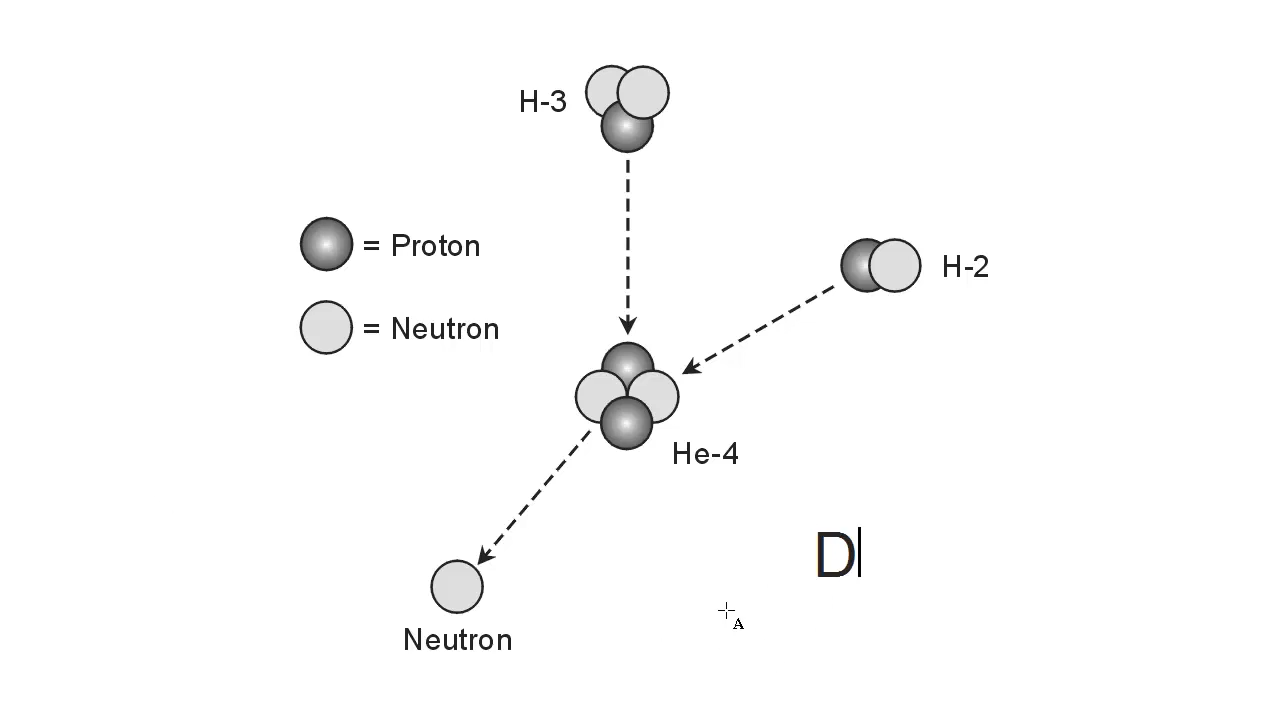 H-3
= Proton
H-2
= Neutron
He-4
D
A
Neutron